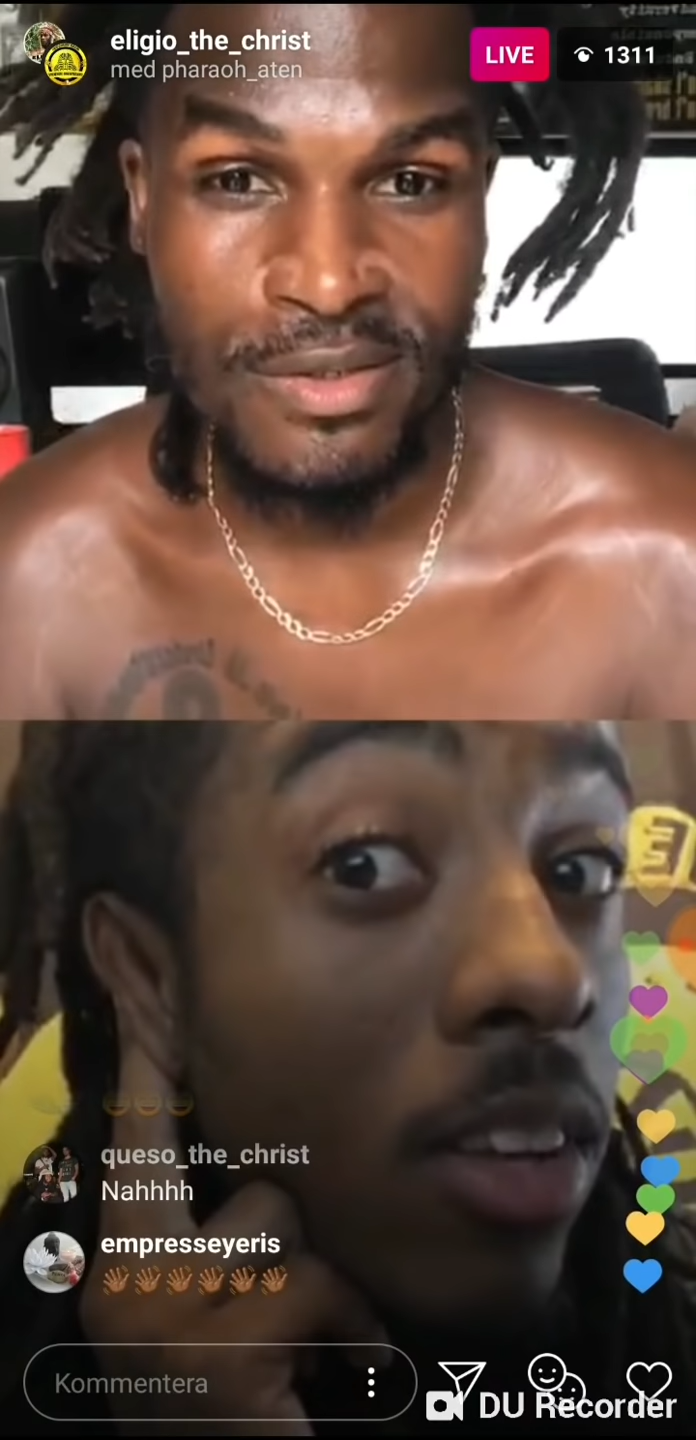 eligio_the_christ
med pharaoh_aten
LIVE
1311
queso_the_christ
Nahhhh
empresseyeris
Kommentera
DU Recorder